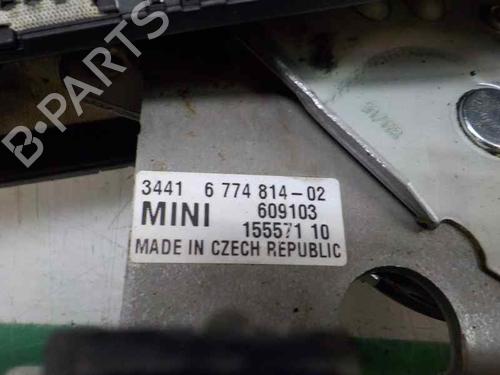 B-PARTS
3441 6 774 814-02
MINI 609103
155571 10
MADE IN CZECH REPUBLIC